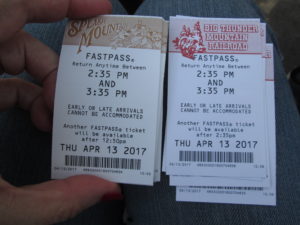 SPLASH
MOUNTAIN
FASTPASS®
Return Anytime Between
2:35 PM
AND
3:35 PM
EARLY OR LATE ARRIVALS
CANNOT BE ACCOMMODATED
Another FASTPASS® ticket
will be available
after 12:50PM
THU APR 13 2017
BIG THUNDER
MOUNTAIN
RAILROAD
FASTPASS®
Return Anytime Between
2:35 PM
AND
3:35 PM
EARLY OR LATE ARRIVALS
CANNOT BE ACCOMMODATED
Another FASTPASS® ticket
will be available
after 2:35pm
THU APR 13 2017